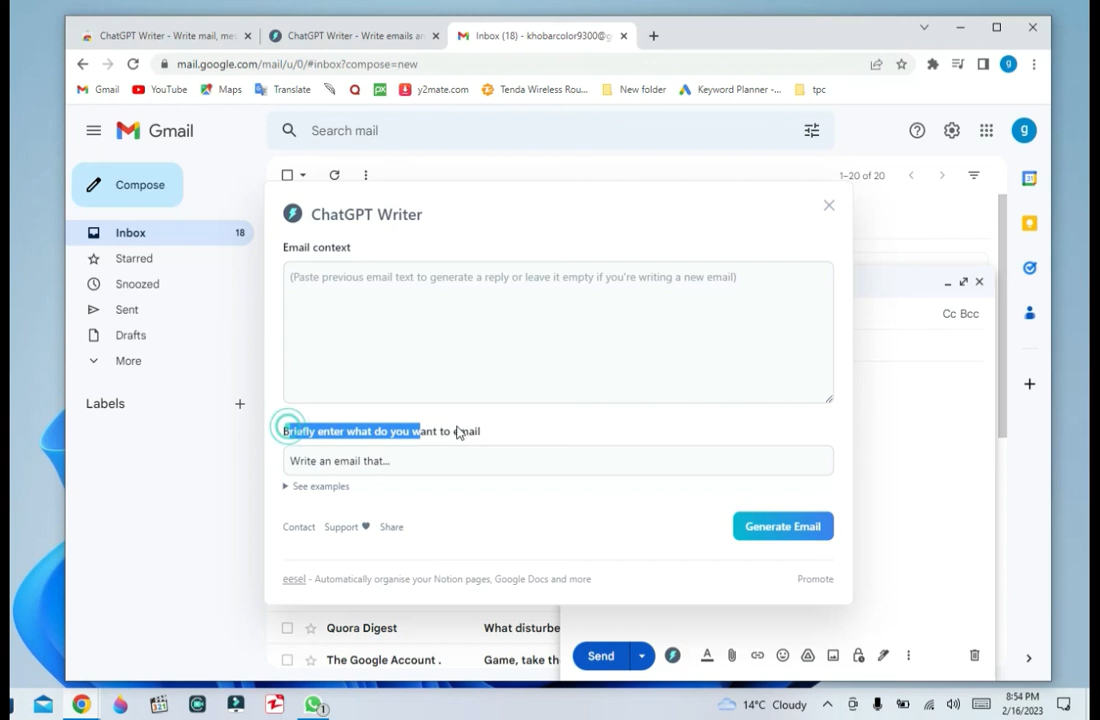 ChatGPT Writer - Write mail, me
ChatGPT Writer - Write emails an
Inbox (18) - khobarcolor9300@g
mail.google.com/mail/u/0/#inbox?compose=new
g
Gmail
YouTube
Maps
Translate
y2mate.com
Tenda Wireless Rou...
New folder
Keyword Planner -...
tpc
Gmail
Search mail
g
Compose
1–20 of 20
Inbox
18
Starred
Snoozed
Sent
Drafts
More
Labels
ChatGPT Writer
Email context
(Paste previous email text to generate a reply or leave it empty if you're writing a new email)
Cc Bcc
Briefly enter what do you want to email
Write an email that...
See examples
Contact
Support
Share
Generate Email
eesel - Automatically organise your Notion pages, Google Docs and more
Promote
Quora Digest
What disturbe
The Google Account .
Game, take the
Send
14°C Cloudy
8:54 PM
2/16/2023